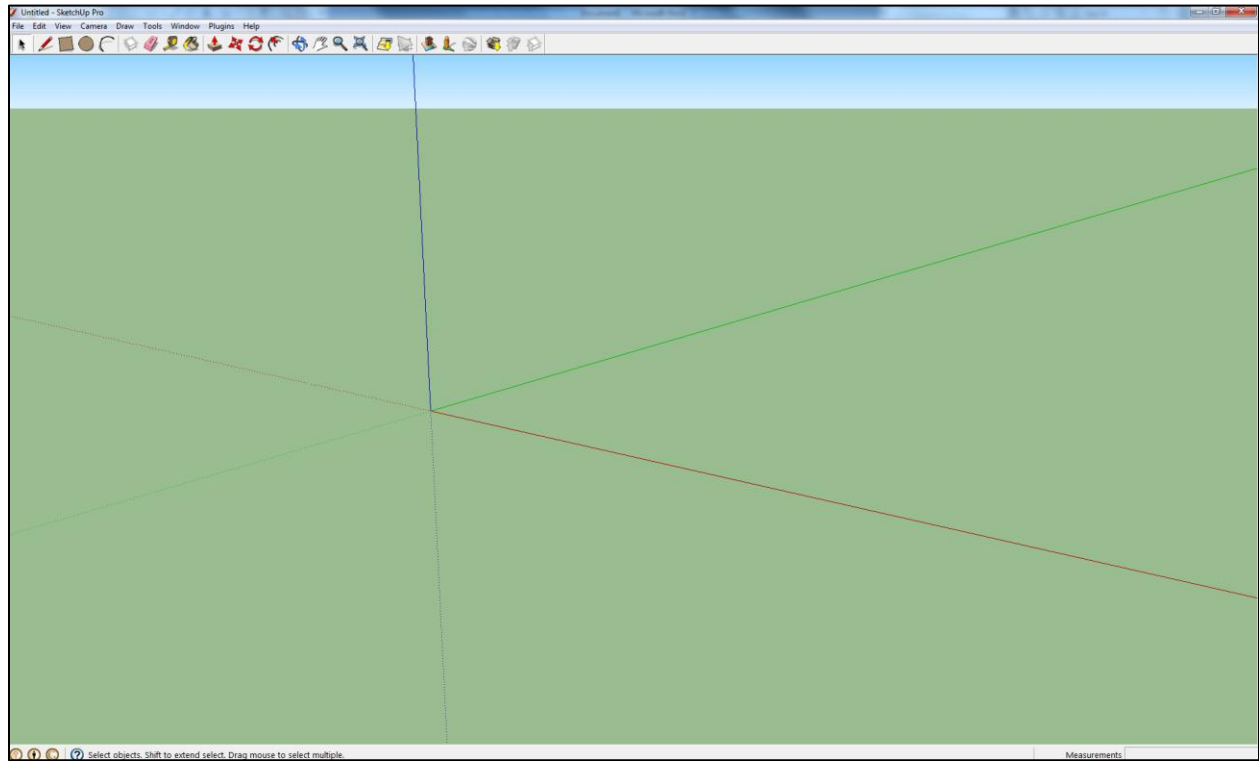 Untitled - SketchUp Pro
File Edit View Camera Draw Tools Window Plugins Help
Select objects. Shift to extend select. Drag mouse to select multiple.
Measurements